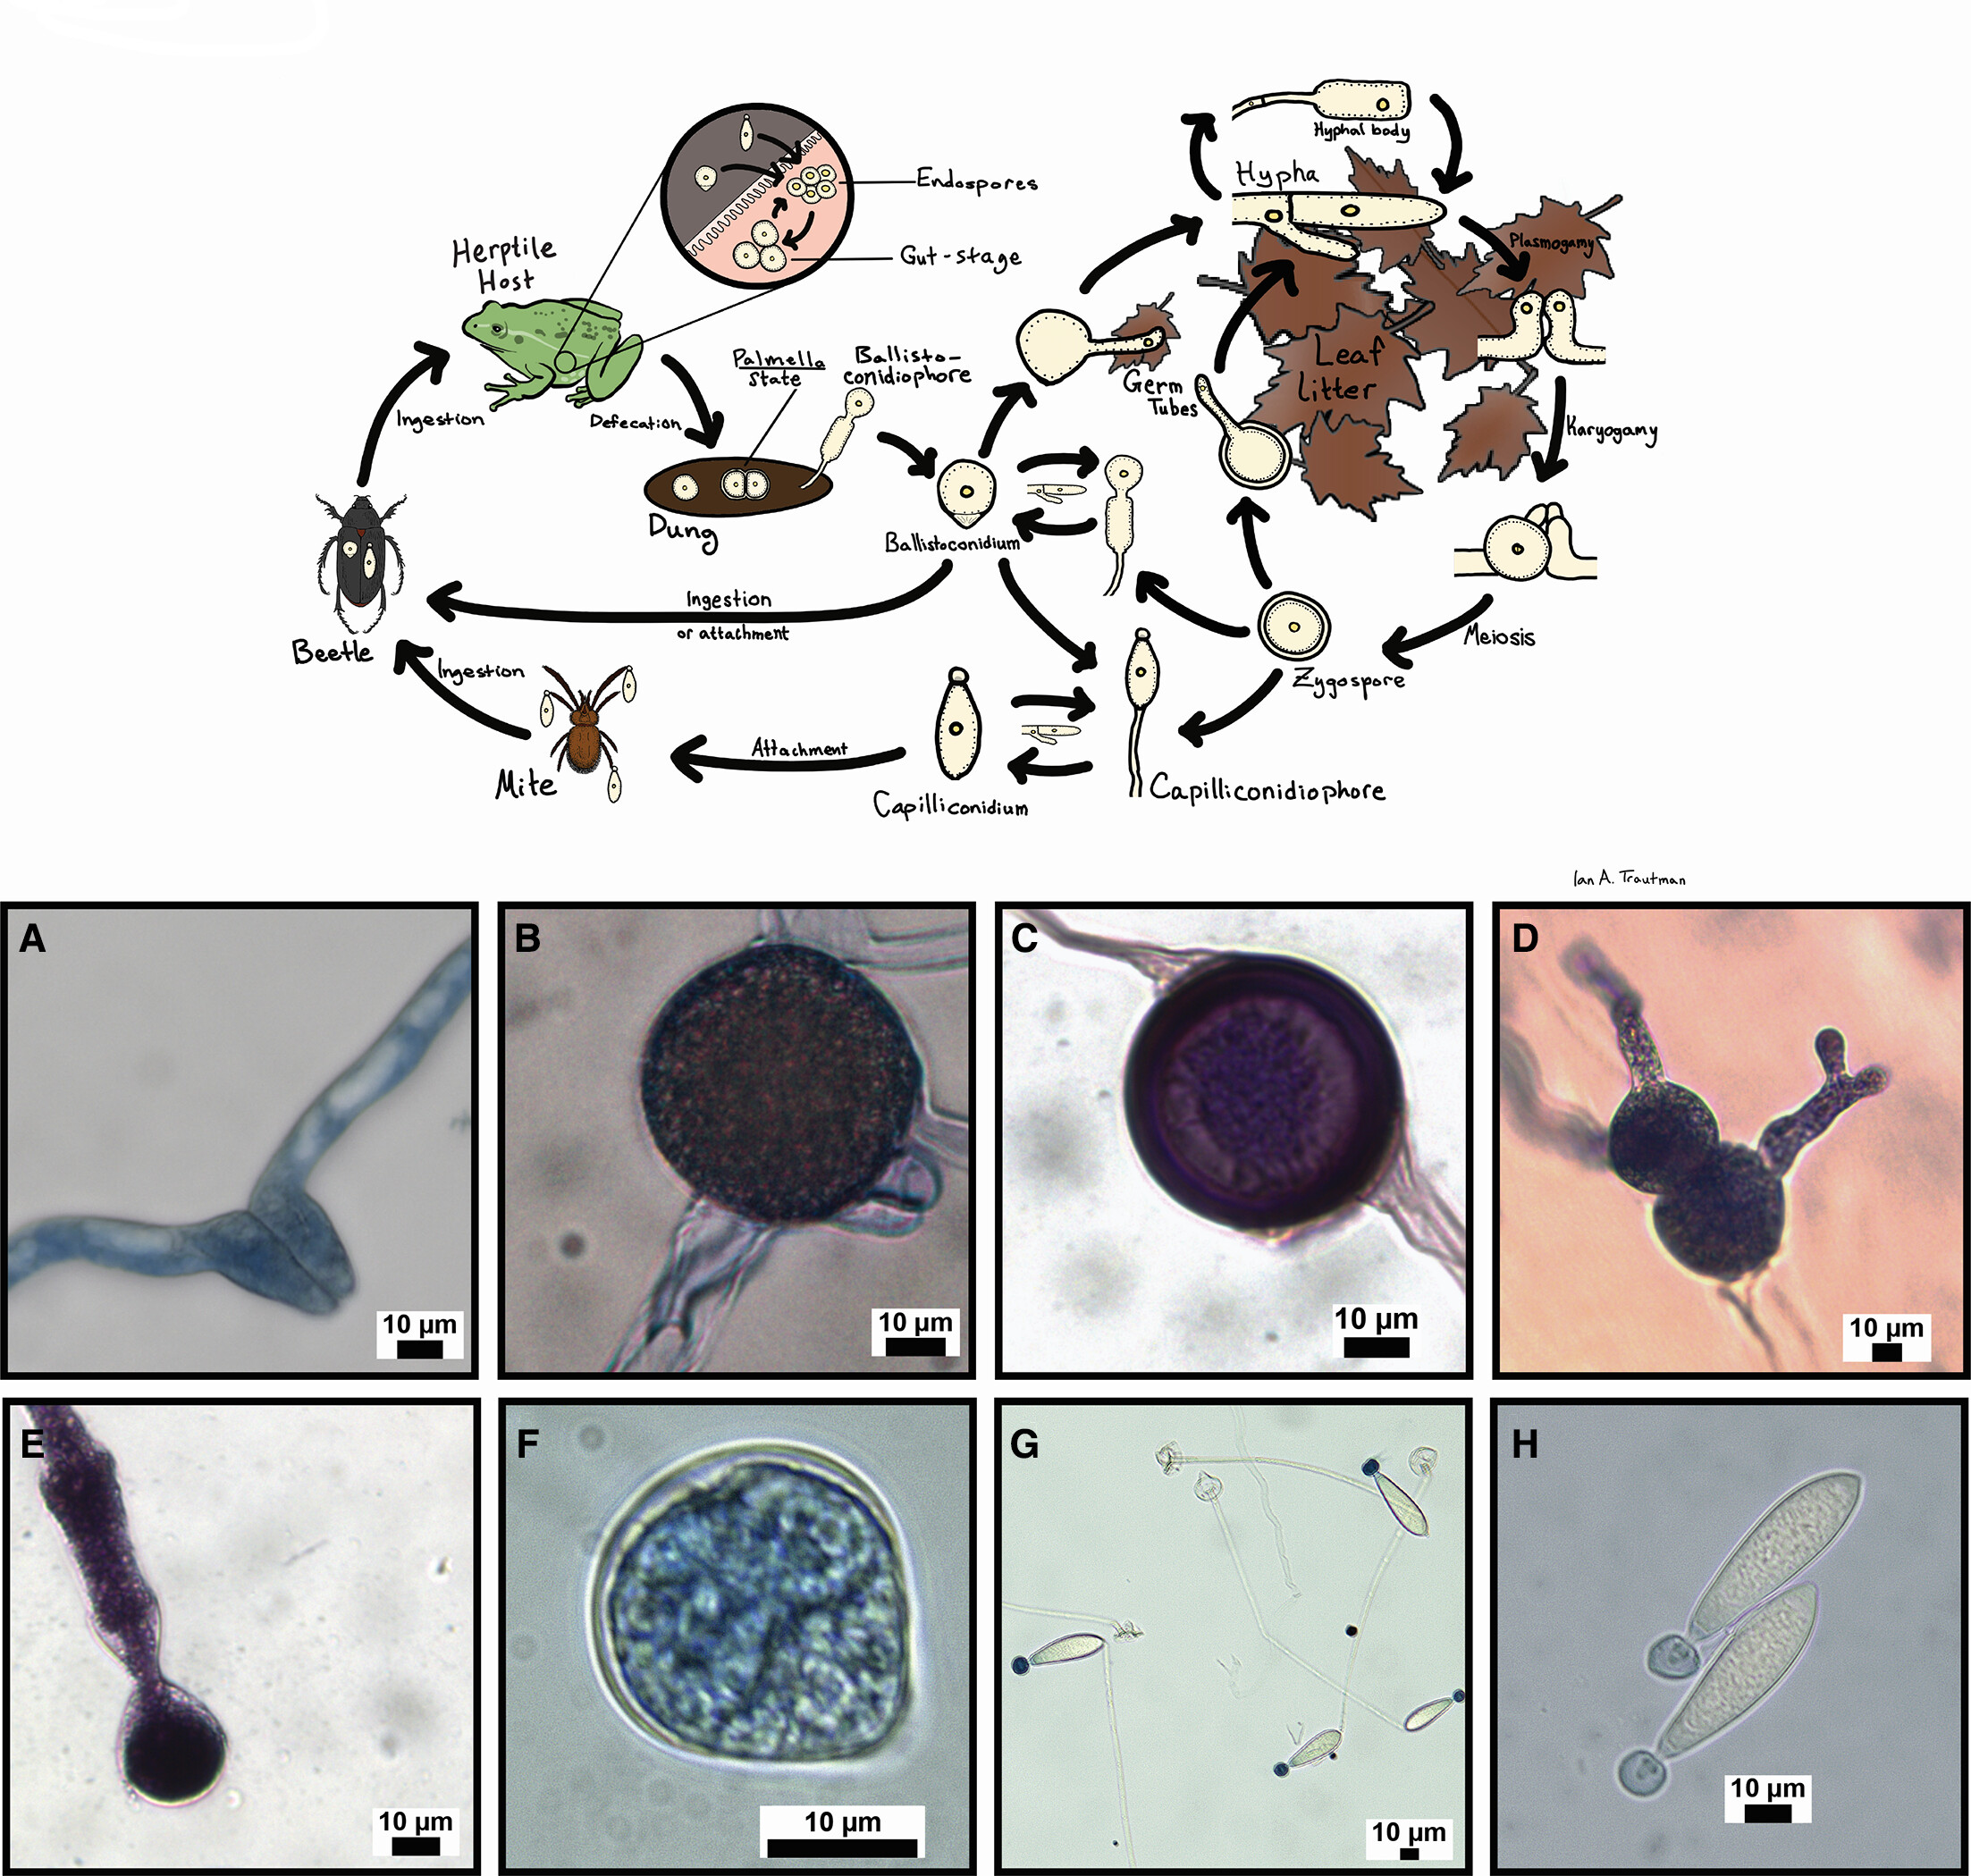 Hyphal body
Hypha
Endospores
Gut-stage
Herptile
Host
Plasmogamy
Palmella
state
Ballisto-
conidiophore
Germ
Tubes
Leaf
litter
Ingestion
Defecation
Karyogamy
Dung
Ballistoconidium
Ingestion
or attachment
Beetle
Ingestion
Meiosis
Zygospore
Mite
Attachment
Capilliconidium
Capilliconidiophore
Ian A. Trautman
A
10 µm
B
10 µm
C
10 µm
D
10 µm
E
10 µm
F
10 µm
G
10 µm
H
10 µm